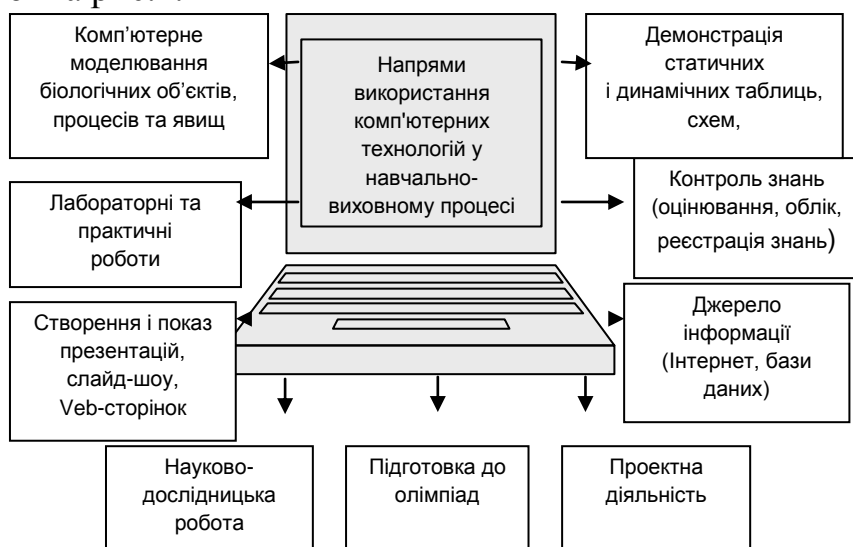 Комп’ютерне
моделювання
біологічних об’єктів,
процесів та явищ
Напрями
використання
комп'ютерних
технологій у
навчально-
виховному процесі
Демонстрація
статичних
і динамічних таблиць,
схем,
Лабораторні та
практичні
роботи
Контроль знань
(оцінювання, облік,
реєстрація знань)
Створення і показ
презентацій,
слайд-шоу,
Veb-сторінок
Джерело
інформації
(Інтернет, бази
даних)
Науково-
дослідницька
робота
Підготовка до
олімпіад
Проектна
діяльність